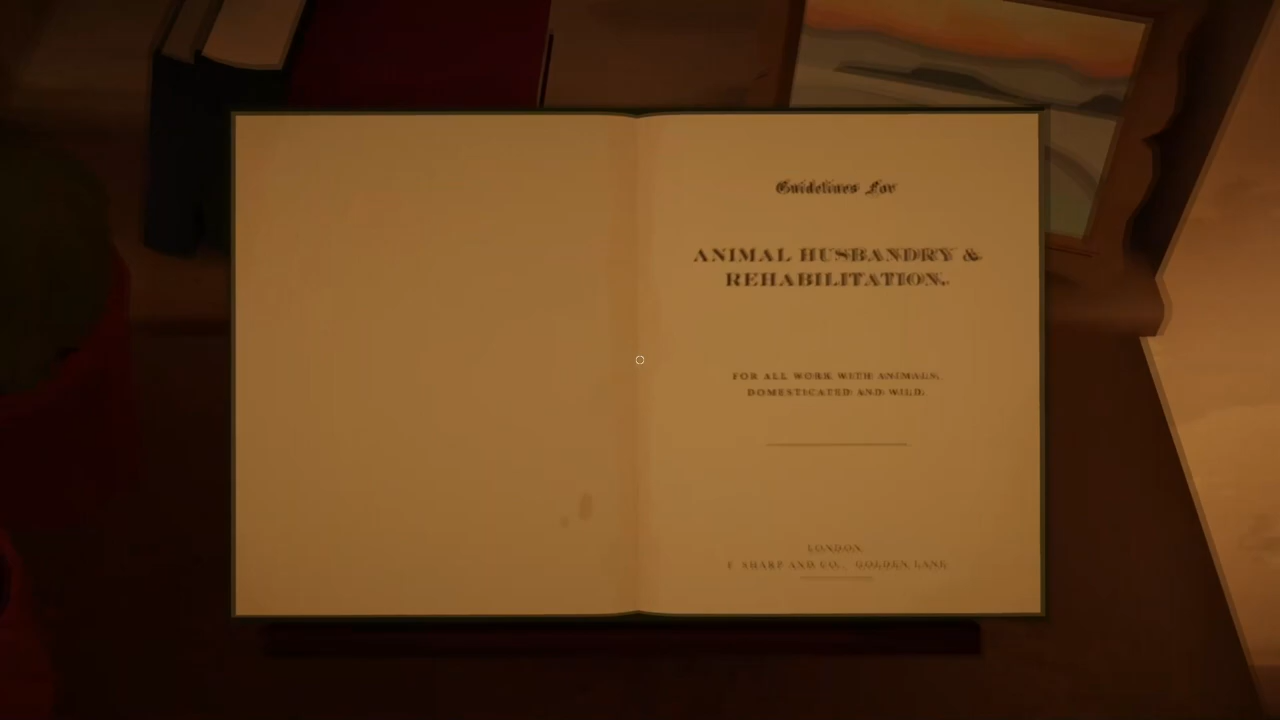 Guidelines For
ANIMAL HUSBANDRY &
REHABILITATION.
FOR ALL WORK WITH ANIMALS,
DOMESTICATED AND WILD.
LONDON,
F SHARP AND CO., GOLDEN LANE